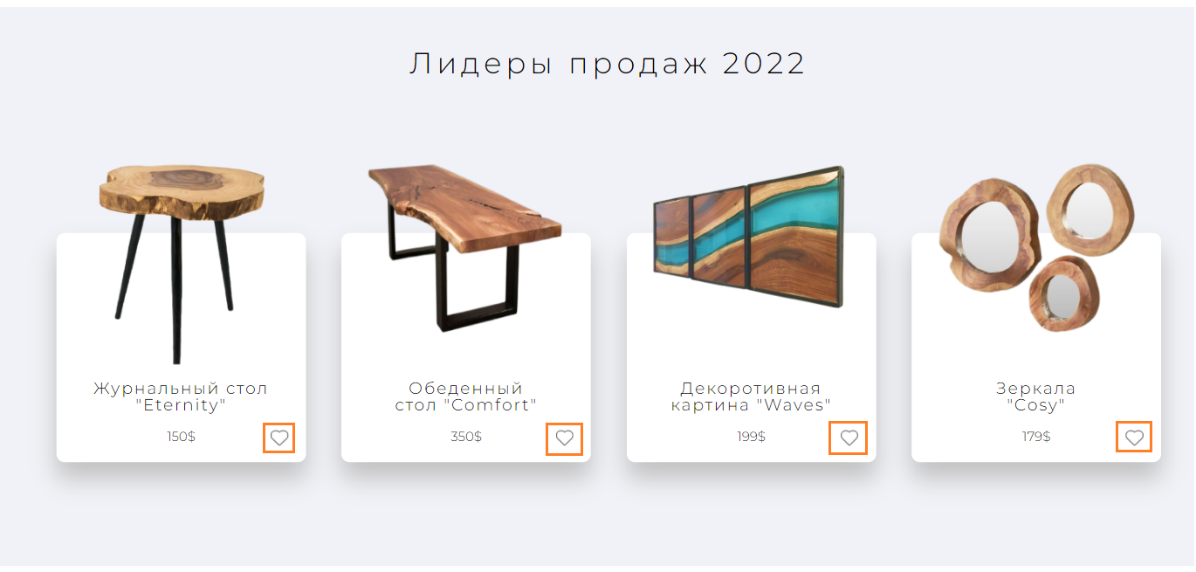 Лидеры продаж 2022
Журнальный стол
"Eternity"
150$
Обеденный
стол "Comfort"
350$
Декоротивная
картина "Waves"
199$
Зеркала
"Cosy"
179$